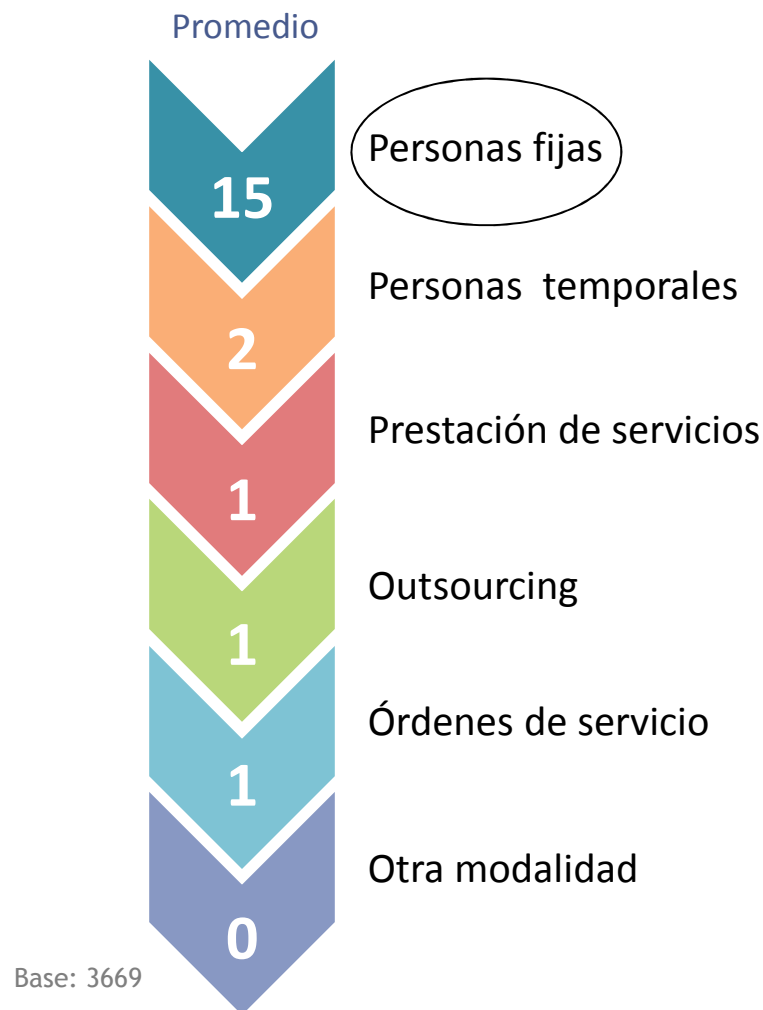 Promedio
15
Personas fijas
2
Personas temporales
1
Prestación de servicios
1
Outsourcing
1
Órdenes de servicio
0
Otra modalidad
Base: 3669